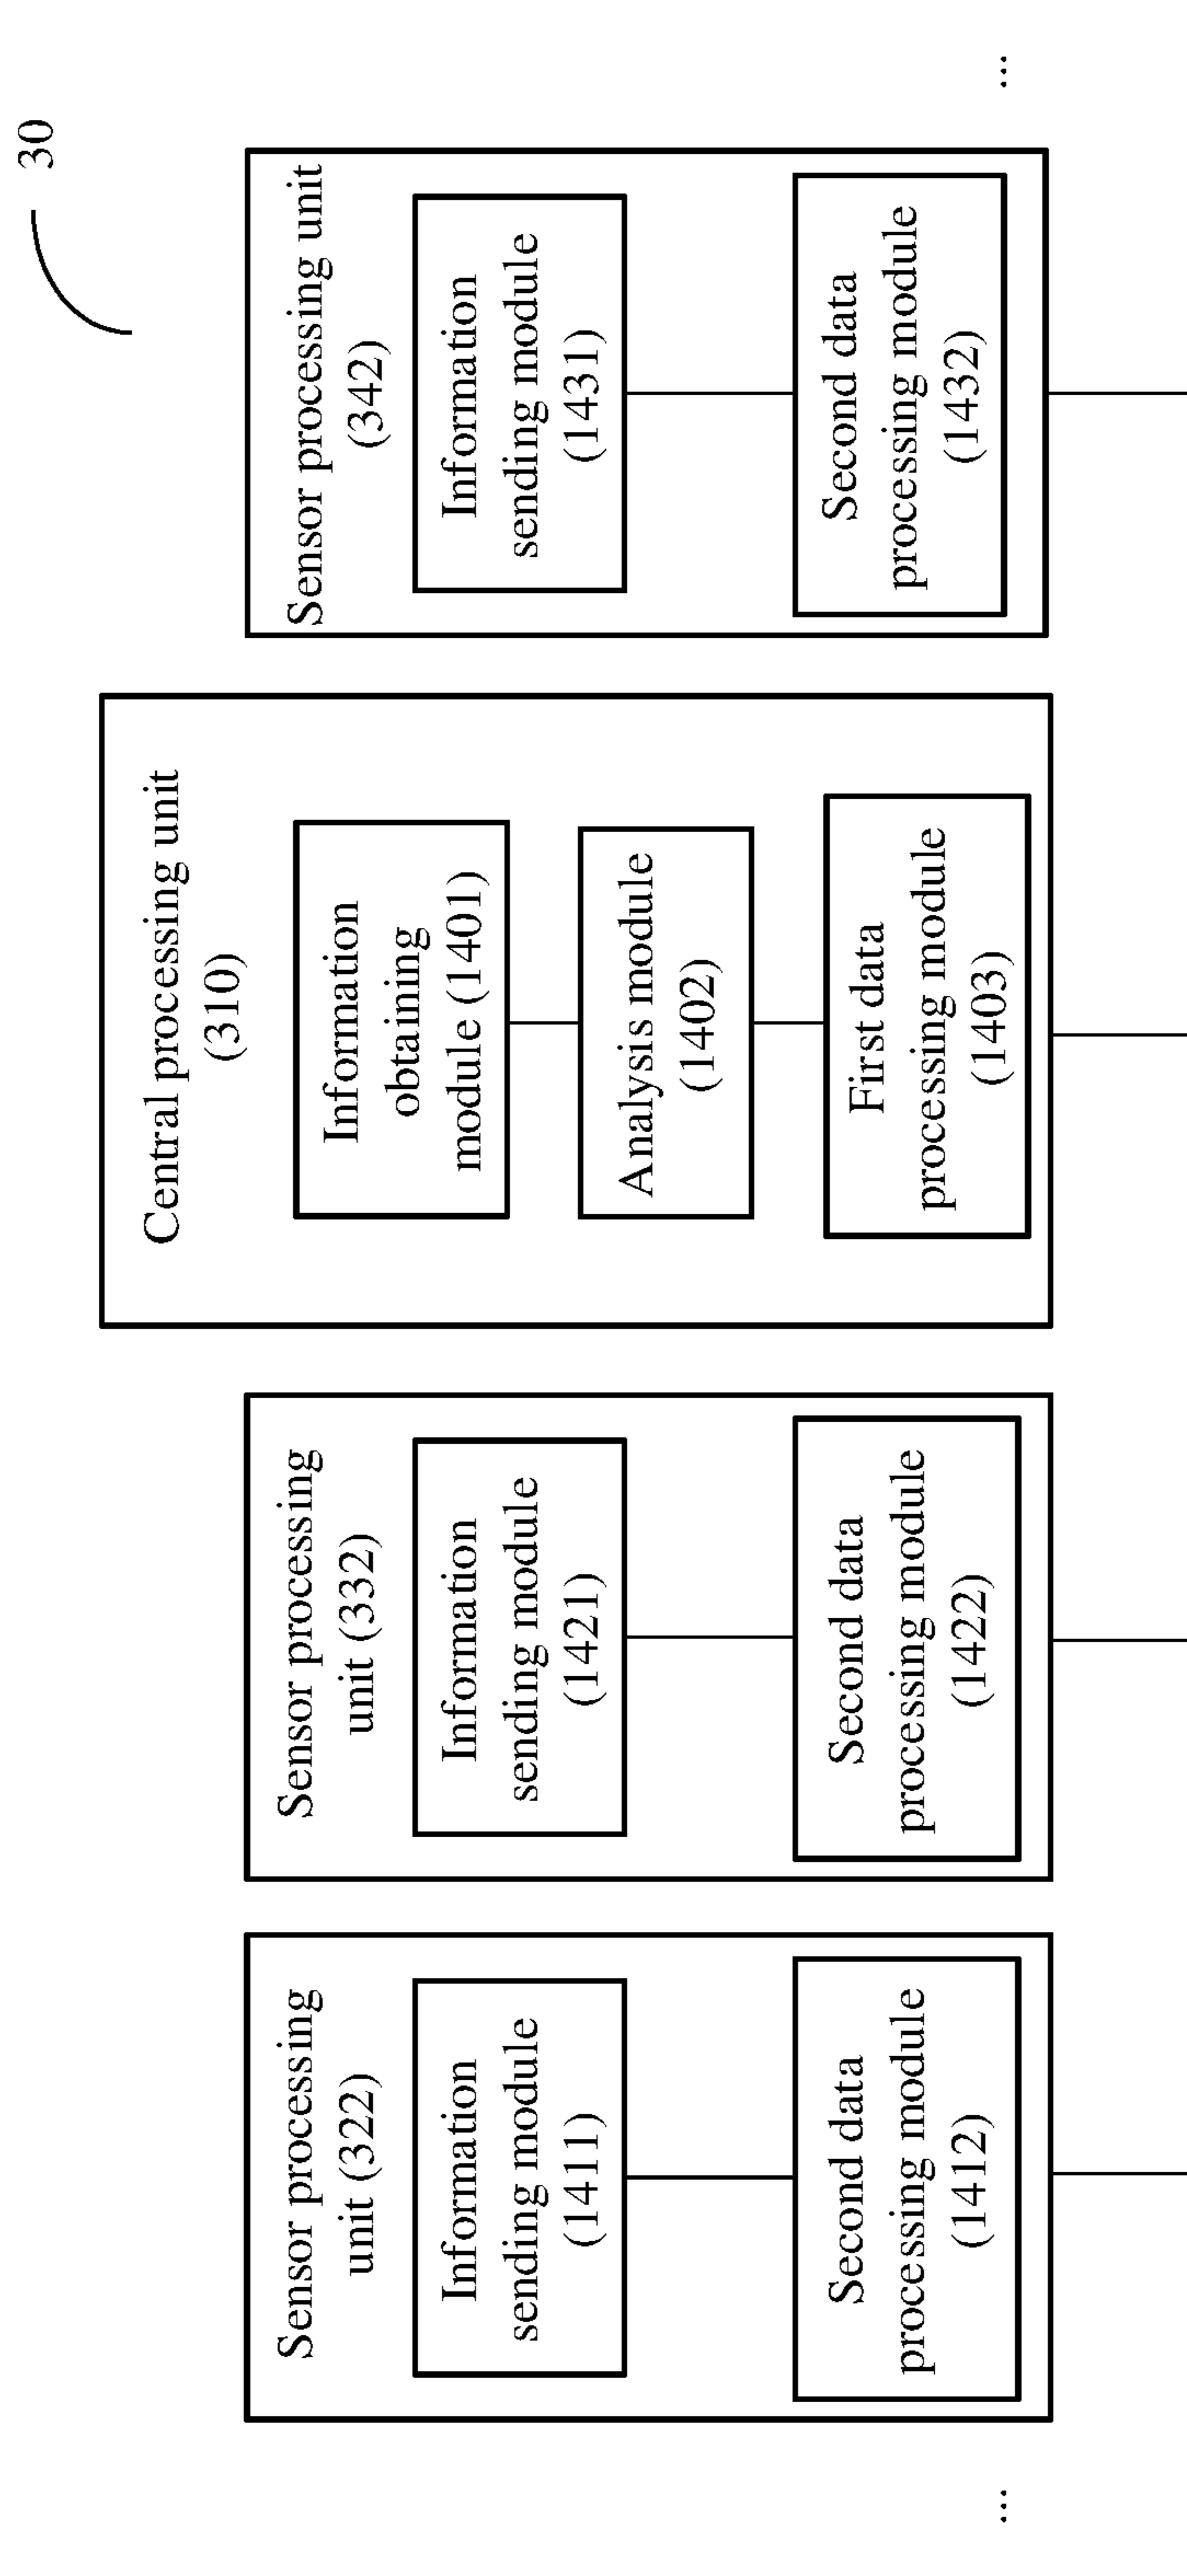 30
...
Sensor processing
unit (322)
Information
sending module
(1411)
Second data
processing module
(1412)
Sensor processing
unit (332)
Information
sending module
(1421)
Second data
processing module
(1422)
Central processing unit
(310)
Information
obtaining
module (1401)
Analysis module
(1402)
First data
processing module
(1403)
Sensor processing unit
(342)
Information
sending module
(1431)
Second data
processing module
(1432)
...